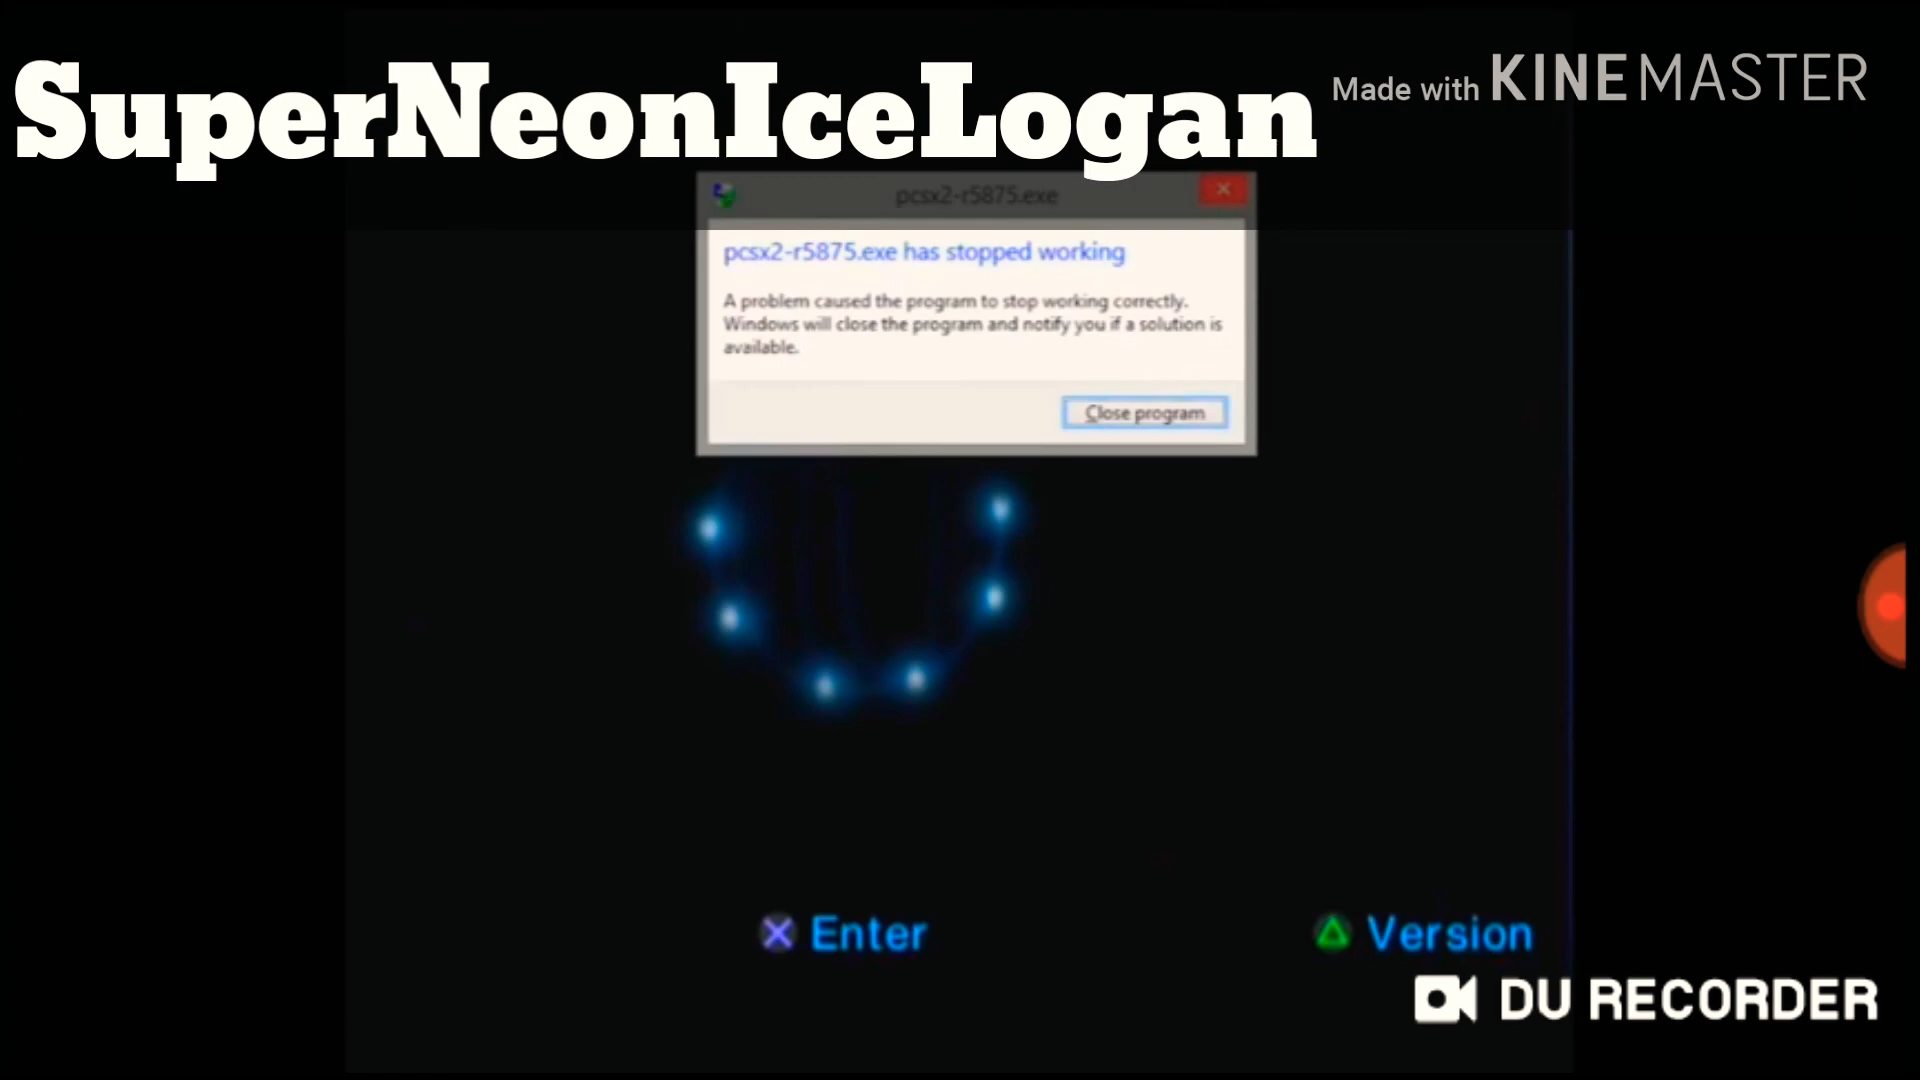 SuperNeonIceLogan
Made with KINEMASTER
pcsx2-r5875.exe
pcsx2-r5875.exe has stopped working
A problem caused the program to stop working correctly.
Windows will close the program and notify you if a solution is
available.
Close program
Enter
Version
DU RECORDER